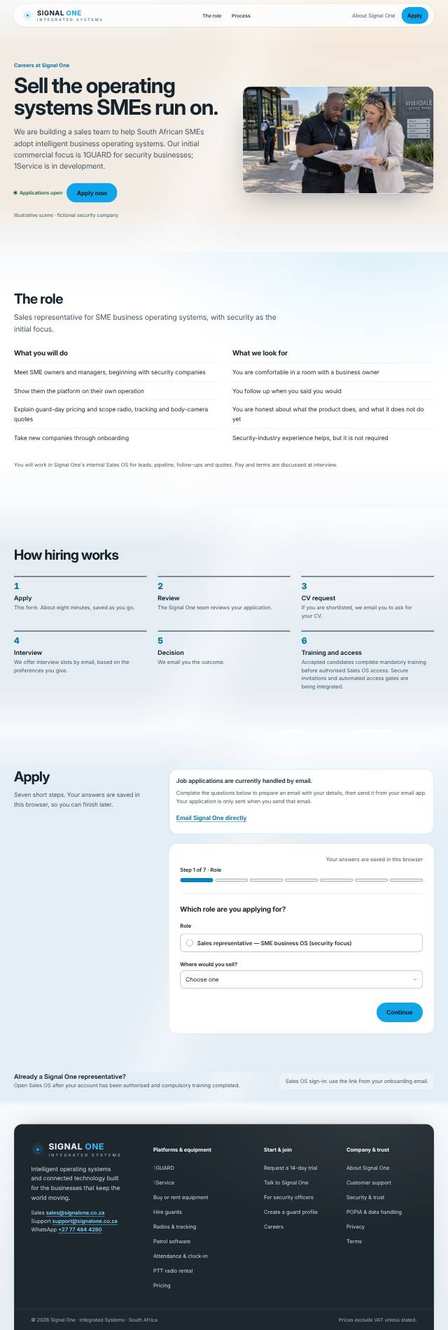 SIGNAL ONE
INTEGRATED SYSTEMS
The role
Process
About Signal One
Apply
Careers at Signal One
Sell the operating
systems SMEs run on.
We are building a sales team to help South African SMEs
adopt intelligent business operating systems. Our initial
commercial focus is 1GUARD for security businesses;
1Service is in development.
Applications open
Apply now
Illustrative scene · fictional security company
The role
Sales representative for SME business operating systems, with security as the
initial focus.
What you will do
Meet SME owners and managers, beginning with security companies
Show them the platform on their own operation
Explain guard-day pricing and scope radio, tracking and body-camera
quotes
Take new companies through onboarding
What we look for
You are comfortable in a room with a business owner
You follow up when you said you would
You are honest about what the product does, and what it does not do
yet
Security-industry experience helps, but it is not required
You will work in Signal One's internal Sales OS for leads, pipeline, follow-ups and quotes. Pay and terms are discussed at interview.
How hiring works
1
Apply
This form. About eight minutes, saved as you go.
2
Review
The Signal One team reviews your application.
3
CV request
If you are shortlisted, we email you to ask for
your CV.
4
Interview
We offer interview slots by email, based on the
preferences you give.
5
Decision
We email you the outcome.
6
Training and access
Accepted candidates complete mandatory training
before authorised Sales OS access. Secure
invitations and automated access gates are
being integrated.
Apply
Seven short steps. Your answers are saved in
this browser, so you can finish later.
Job applications are currently handled by email.
Complete the questions below to prepare an email with your details, then send it from your email app.
Your application is only sent when you send that email.
Email Signal One directly
Your answers are saved in this browser
Step 1 of 7 · Role
Which role are you applying for?
Role
Sales representative — SME business OS (security focus)
Where would you sell?
Choose one
Continue
Already a Signal One representative?
Open Sales OS after your account has been authorised and compulsory training completed.
Sales OS sign-in: use the link from your onboarding email.
SIGNAL ONE
INTEGRATED SYSTEMS
Intelligent operating systems
and connected technology built
for the businesses that keep the
world moving.
Sales sales@signalone.co.za
Support support@signalone.co.za
WhatsApp +27 77 484 4260
Platforms & equipment
1GUARD
1Service
Buy or rent equipment
Hire guards
Radios & tracking
Patrol software
Attendance & clock-in
PTT radio rental
Pricing
Start & join
Request a 14-day trial
Talk to Signal One
For security officers
Create a guard profile
Careers
Company & trust
About Signal One
Customer support
Security & trust
POPIA & data handling
Privacy
Terms
© 2026 Signal One · Integrated Systems · South Africa
Prices exclude VAT unless stated.